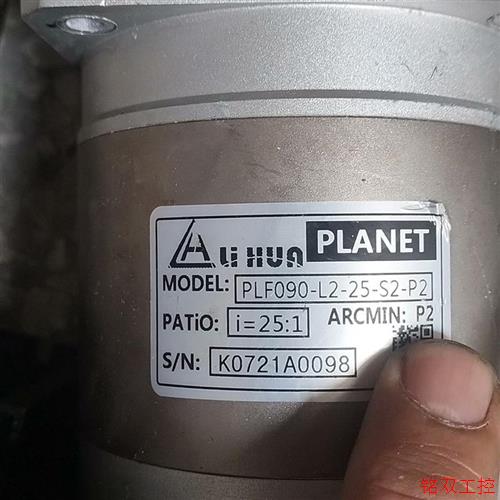 LI HUA PLANET
MODEL: PLF090-L2-25-S2-P2
PATIO: i=25:1 ARCMIN: P2
S/N: K0721A0098
铭双工控